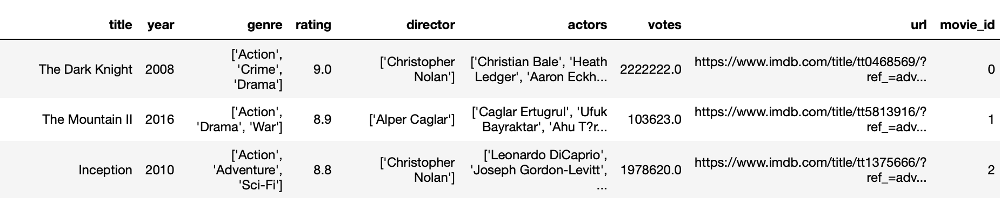 title year genre rating director actors votes url movie_id
The Dark Knight 2008 ['Action', 'Crime', 'Drama'] 9.0 ['Christopher Nolan'] ['Christian Bale', 'Heath Ledger', 'Aaron Eckh... 2222222.0 https://www.imdb.com/title/tt0468569/?ref_=adv... 0
The Mountain II 2016 ['Action', 'Drama', 'War'] 8.9 ['Alper Caglar'] ['Caglar Ertugrul', 'Ufuk Bayraktar', 'Ahu T?r... 103623.0 https://www.imdb.com/title/tt5813916/?ref_=adv... 1
Inception 2010 ['Action', 'Adventure', 'Sci-Fi'] 8.8 ['Christopher Nolan'] ['Leonardo DiCaprio', 'Joseph Gordon-Levitt', ... 1978620.0 https://www.imdb.com/title/tt1375666/?ref_=adv... 2